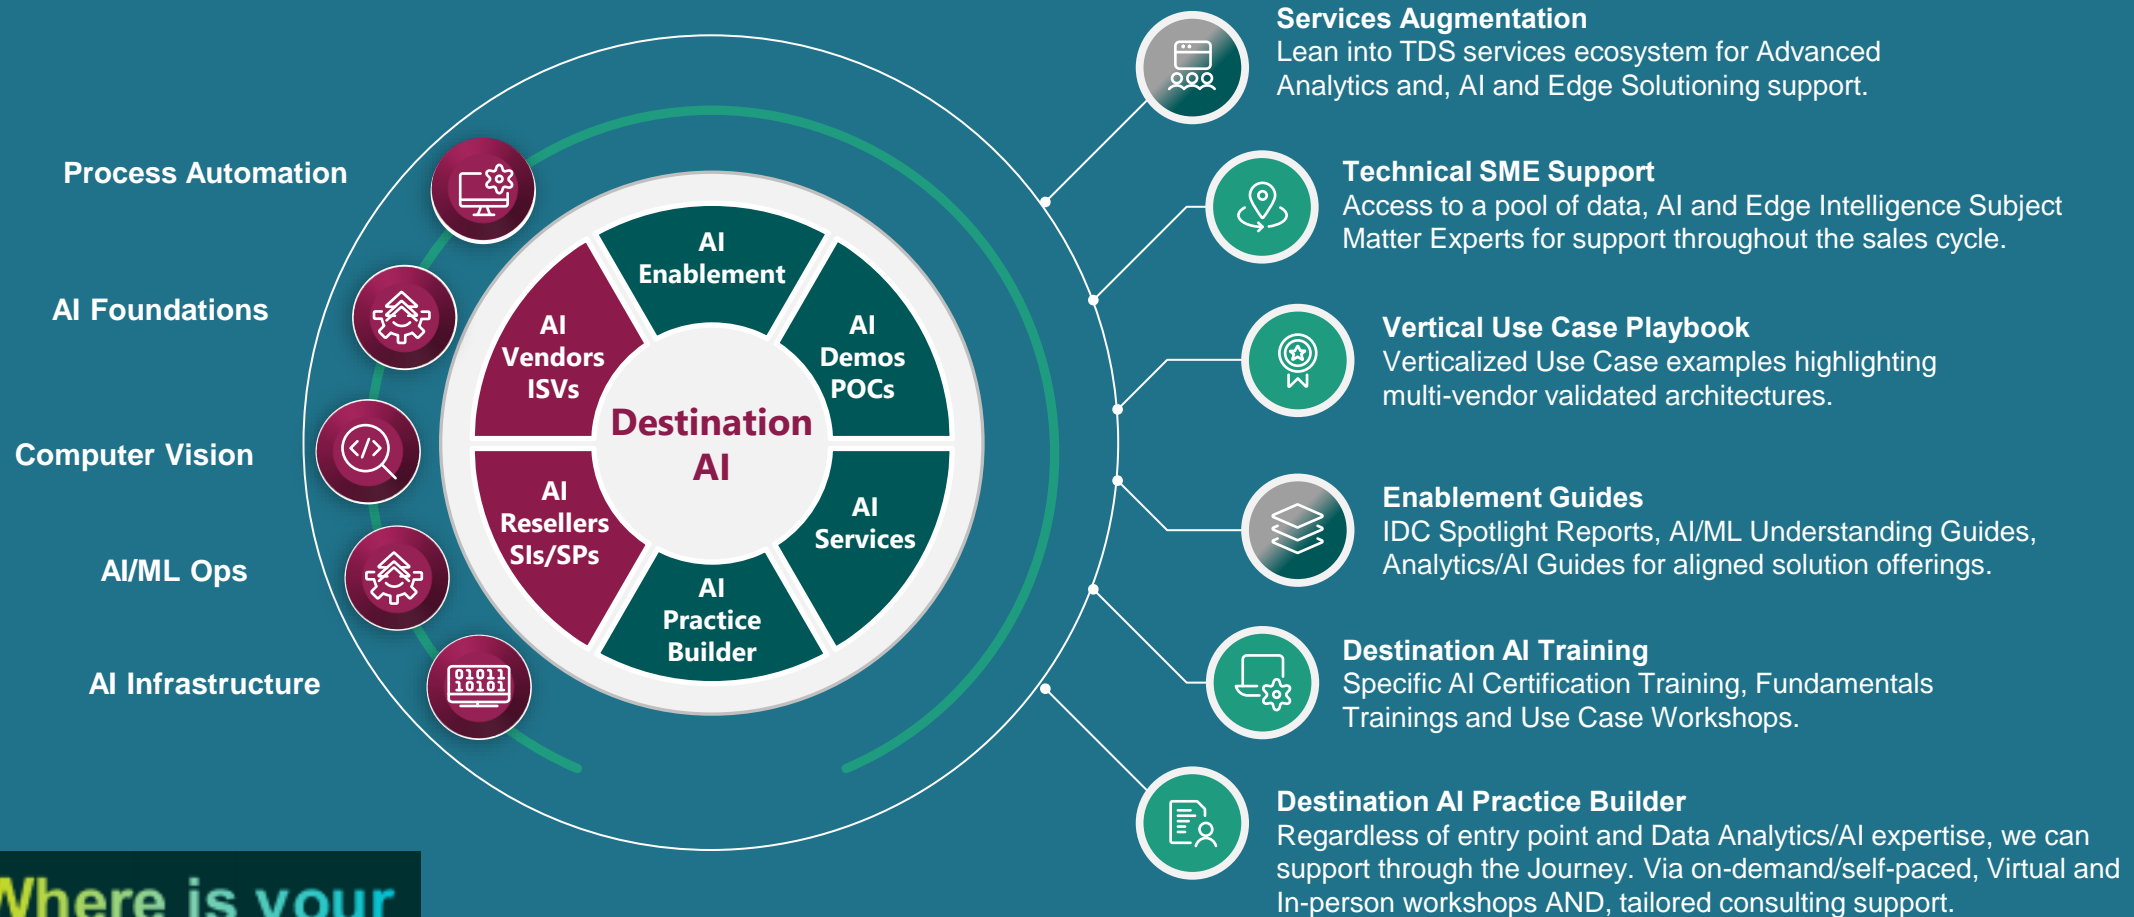 Process Automation
AI Foundations
Computer Vision
AI/ML Ops
AI Infrastructure
AI
Enablement
AI
Vendors
ISVs
AI
Demos
POCs
Destination
AI
AI
Resellers
SIs/SPs
AI
Services
AI
Practice
Builder
01011
10101
Services Augmentation
Lean into TDS services ecosystem for Advanced
Analytics and, AI and Edge Solutioning support.
Technical SME Support
Access to a pool of data, AI and Edge Intelligence Subject
Matter Experts for support throughout the sales cycle.
Vertical Use Case Playbook
Verticalized Use Case examples highlighting
multi-vendor validated architectures.
Enablement Guides
IDC Spotlight Reports, AI/ML Understanding Guides,
Analytics/AI Guides for aligned solution offerings.
Destination AI Training
Specific AI Certification Training, Fundamentals
Trainings and Use Case Workshops.
Destination AI Practice Builder
Regardless of entry point and Data Analytics/AI expertise, we can
support through the Journey. Via on-demand/self-paced, Virtual and
In-person workshops AND, tailored consulting support.
Where is your